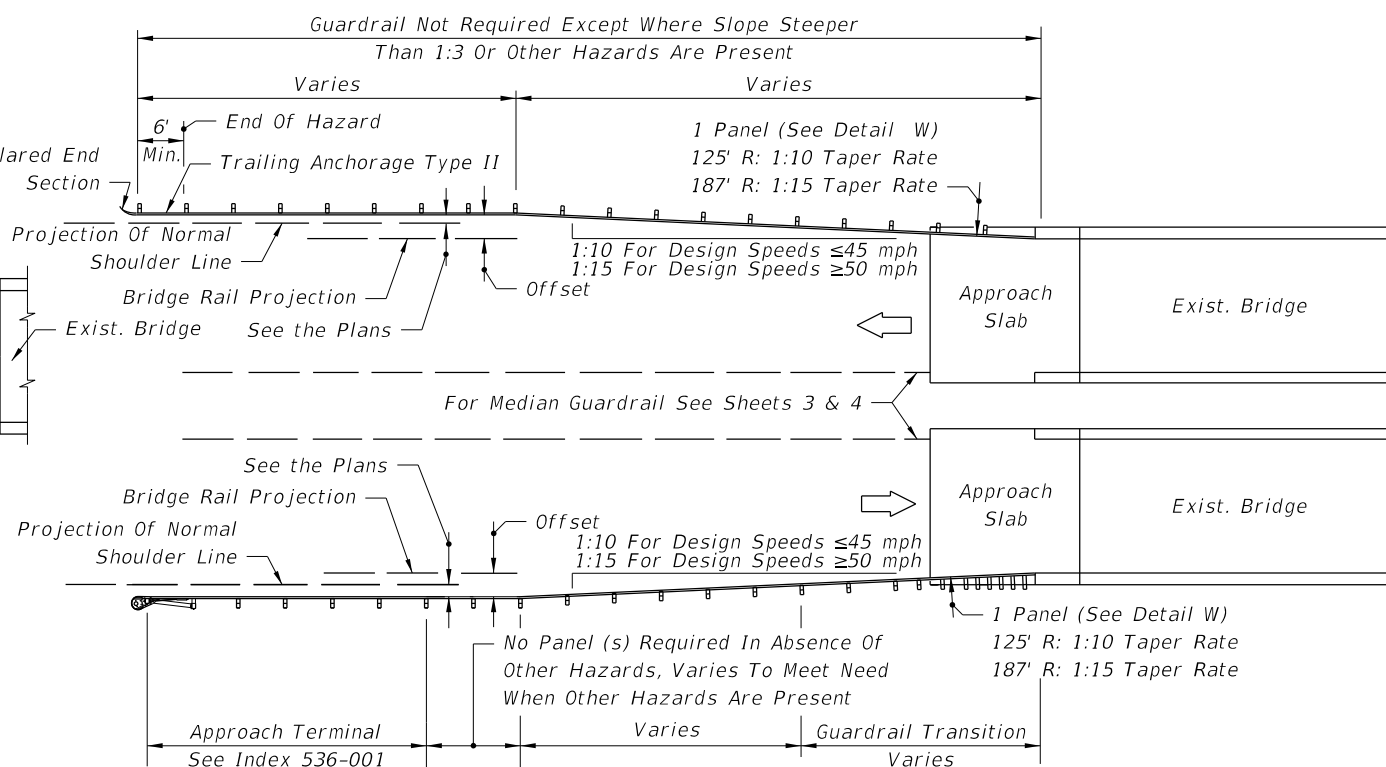 Guardrail Not Required Except Where Slope Steeper
Than 1:3 Or Other Hazards Are Present
Varies
Varies
6'
Min.
End Of Hazard
Trailing Anchorage Type II
End
Section
1 Panel (See Detail W)
125' R: 1:10 Taper Rate
187' R: 1:15 Taper Rate
Projection Of Normal
Shoulder Line
1:10 For Design Speeds ≤45 mph
1:15 For Design Speeds ≥50 mph
Bridge Rail Projection
Offset
Exist. Bridge
See the Plans
Approach
Slab
Exist. Bridge
For Median Guardrail See Sheets 3 & 4
See the Plans
Bridge Rail Projection
Projection Of Normal
Shoulder Line
Offset
1:10 For Design Speeds ≤45 mph
1:15 For Design Speeds ≥50 mph
Approach
Slab
Exist. Bridge
1 Panel (See Detail W)
125' R: 1:10 Taper Rate
187' R: 1:15 Taper Rate
No Panel (s) Required In Absence Of
Other Hazards, Varies To Meet Need
When Other Hazards Are Present
Approach Terminal
See Index 536-001
Varies
Guardrail Transition
Varies